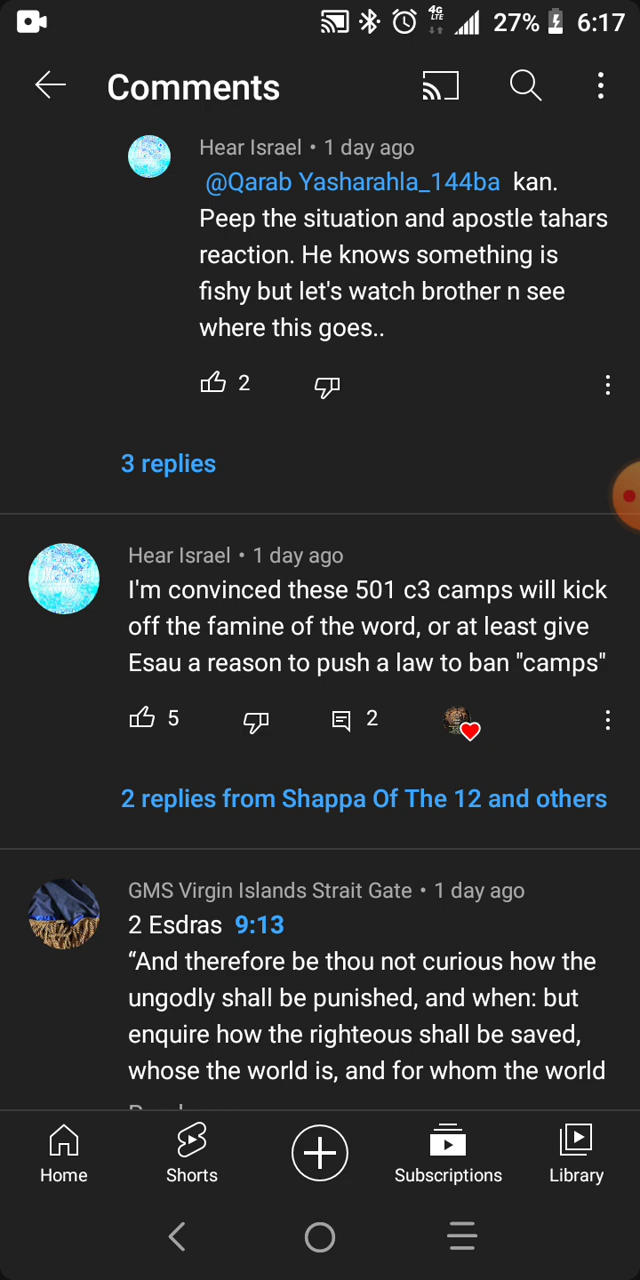 4G
LTE
27%
6:17
Comments
Hear Israel • 1 day ago
@Qarab Yasharahla_144ba kan.
Peep the situation and apostle tahars
reaction. He knows something is
fishy but let's watch brother n see
where this goes..
2
3 replies
Hear Israel • 1 day ago
I'm convinced these 501 c3 camps will kick
off the famine of the word, or at least give
Esau a reason to push a law to ban "camps"
5
2
2 replies from Shappa Of The 12 and others
GMS Virgin Islands Strait Gate • 1 day ago
2 Esdras 9:13
“And therefore be thou not curious how the
ungodly shall be punished, and when: but
enquire how the righteous shall be saved,
whose the world is, and for whom the world
Home
Shorts
Subscriptions
Library